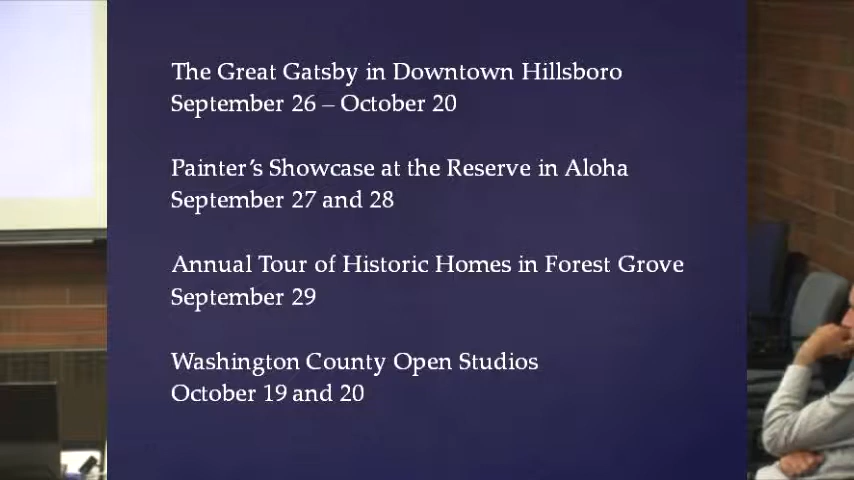 The Great Gatsby in Downtown Hillsboro
September 26 – October 20
Painter's Showcase at the Reserve in Aloha
September 27 and 28
Annual Tour of Historic Homes in Forest Grove
September 29
Washington County Open Studios
October 19 and 20